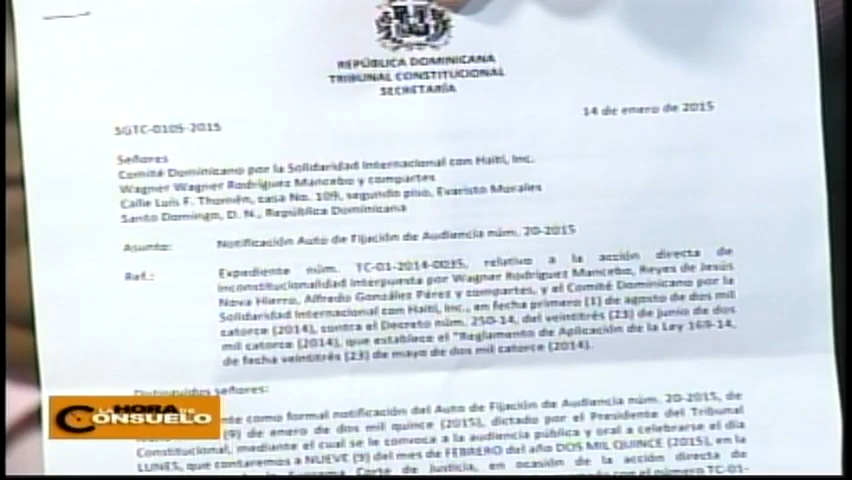 REPÚBLICA DOMINICANA
TRIBUNAL CONSTITUCIONAL
SECRETARÍA
14 de enero de 2015
SGTC-0105-2015
Señores
Comité Dominicano por la Solidaridad Internacional con Haití, Inc.
Wagner Wagner Rodríguez Mancebo y compartes
Calle Luis F. Thomén, casa No. 109, segundo piso, Evaristo Morales
Santo Domingo, D. N., República Dominicana
Asunto: Notificación Auto de Fijación de Audiencia núm. 20-2015
Ref.: Expediente núm. TC-01-2014-0035, relativo a la acción directa de
inconstitucionalidad interpuesta por Wagner Rodríguez Mancebo, Reyes de Jesús
Nova Hierro, Alfredo González Pérez y compartes, y el Comité Dominicano por la
Solidaridad Internacional con Haití, Inc., en fecha primero (1) de agosto de dos mil
catorce (2014), contra el Decreto núm. 250-14, del veintitrés (23) de junio de dos
mil catorce (2014), que establece el "Reglamento de Aplicación de la Ley 169-14,
de fecha veintitrés (23) de mayo de dos mil catorce (2014).
Distinguidos señores:
como formal notificación del Auto de Fijación de Audiencia núm. 20-2015, de
(9) de enero de dos mil quince (2015), dictado por el Presidente del Tribunal
Constitucional, mediante el cual se le convoca a la audiencia pública y oral a celebrarse el día
LUNES, que contaremos a NUEVE (9) del mes de FEBRERO del año DOS MIL QUINCE (2015), en la
Suprema Corte de Justicia, en ocasión de la acción directa de
con el número TC-01-
LA HORA DE
CONSUELO